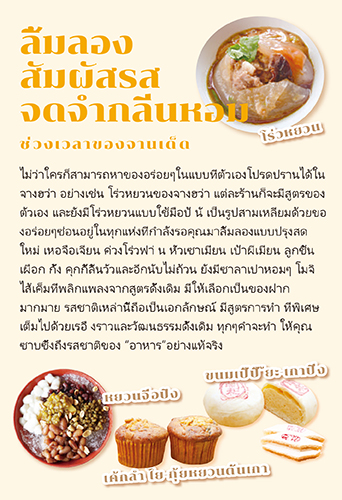 ลิ้มลอง
สัมผัสรส
จดจำกลิ่นหอม
ช่วงเวลาของจานเด็ด
โร่วหยวน
ไม่ว่าใครก็สามารถหาของอร่อยๆในแบบที่ตัวเองโปรดปรานได้ใน
จางฮว่า อย่างเช่น โร่วหยวนของจางฮว่า แต่ละร้านก็จะมีสูตรของ
ตัวเอง และยังมีโร่วหยวนแบบใช้มือปั้น เป็นรูปสามเหลี่ยมด้วยขอ
งอร่อยๆซ่อนอยู่ในทุกแห่งที่กำลังรอคุณมาลิ้มลองแบบปรุงสด
ใหม่ เหอจือเจียน ค่วงโร่วฟ่าน หัวเซาเมียน เป้าผีเมียน ลูกชิ้น
เผือก กุ้ง คุกกี้ลิ้นวัวและอีกนับไม่ถ้วน ยังมีซาลาเปาหอมๆ โมจิ
ไส้เค็มที่พลิกแพลงจากสูตรดั้งเดิม มีให้เลือกเป็นของฝาก
มากมาย รสชาติเหล่านี้ถือเป็นเอกลักษณ์ มีสูตรการทำที่พิเศษ
เต็มไปด้วยเรื่องราวและวัฒนธรรมดั้งเดิม ทุกๆคำจะทำให้คุณ
ซาบซึ้งถึงรสชาติของ "อาหาร"อย่างแท้จริง
หยวนจือปิง
เค้กลำไย กุ้ยหยวนตันเกา